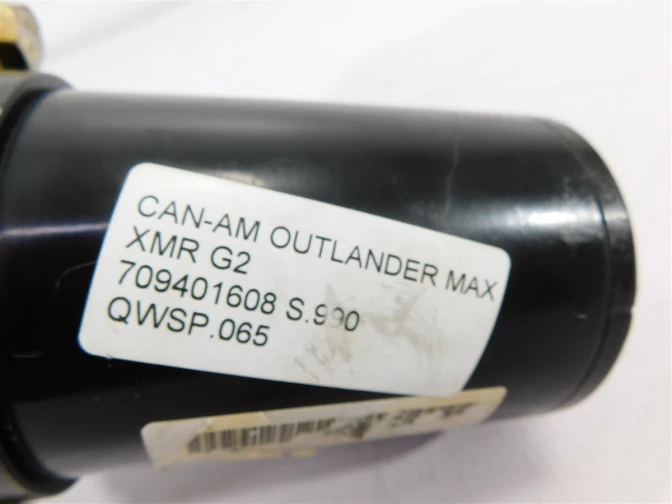 CAN-AM OUTLANDER MAX
XMR G2
709401608 S.990
QWSP.065